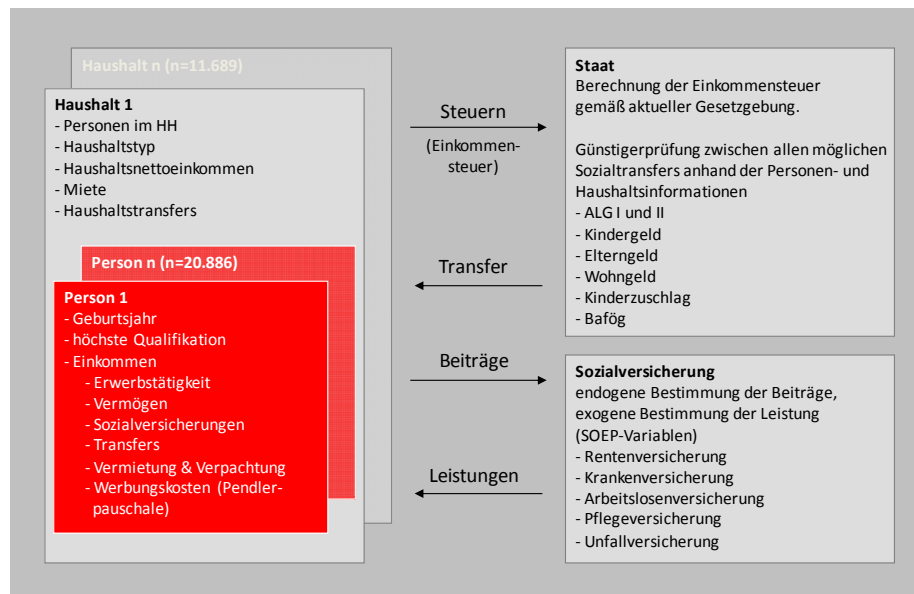 Haushalt n (n=11.689)
Haushalt 1
- Personen im HH
- Haushaltstyp
- Haushaltsnettoeinkommen
- Miete
- Haushaltstransfers
Person n (n=20.886)
Person 1
- Geburtsjahr
- höchste Qualifikation
- Einkommen
- Erwerbstätigkeit
- Vermögen
- Sozialversicherungen
- Transfers
- Vermietung & Verpachtung
- Werbungskosten (Pendler-
pauschale)
Steuern
(Einkommen-
steuer)
Transfer
Beiträge
Leistungen
Staat
Berechnung der Einkommensteuer
gemäß aktueller Gesetzgebung.
Günstigerprüfung zwischen allen möglichen
Sozialtransfers anhand der Personen- und
Haushaltsinformationen
- ALG I und II
- Kindergeld
- Elterngeld
- Wohngeld
- Kinderzuschlag
- Bafög
Sozialversicherung
endogene Bestimmung der Beiträge,
exogene Bestimmung der Leistung
(SOEP-Variablen)
- Rentenversicherung
- Krankenversicherung
- Arbeitslosenversicherung
- Pflegeversicherung
- Unfallversicherung